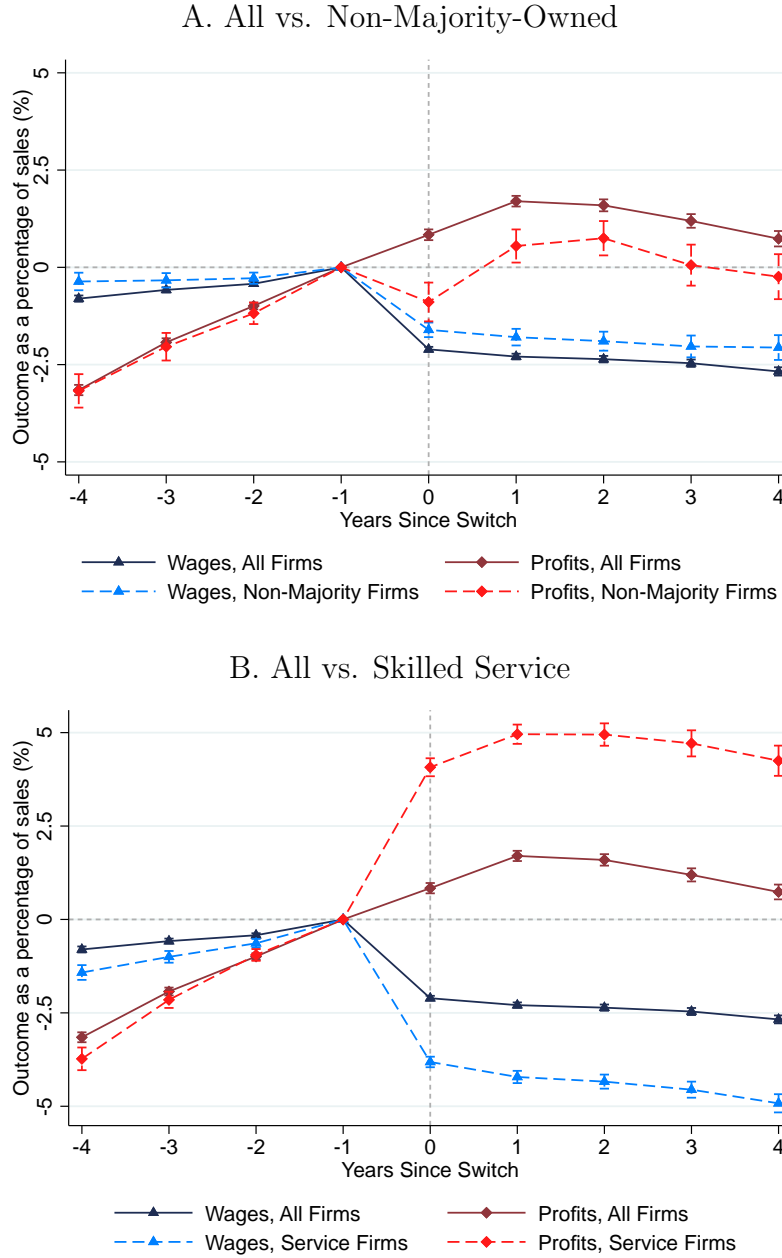 A. All vs. Non-Majority-Owned
Outcome as a percentage of sales (%)
5
2.5
0
-2.5
-5
-4 -3 -2 -1 0 1 2 3 4
Years Since Switch
Wages, All Firms Profits, All Firms
Wages, Non-Majority Firms Profits, Non-Majority Firms
B. All vs. Skilled Service
Outcome as a percentage of sales (%)
5
2.5
0
-2.5
-5
-4 -3 -2 -1 0 1 2 3 4
Years Since Switch
Wages, All Firms Profits, All Firms
Wages, Service Firms Profits, Service Firms